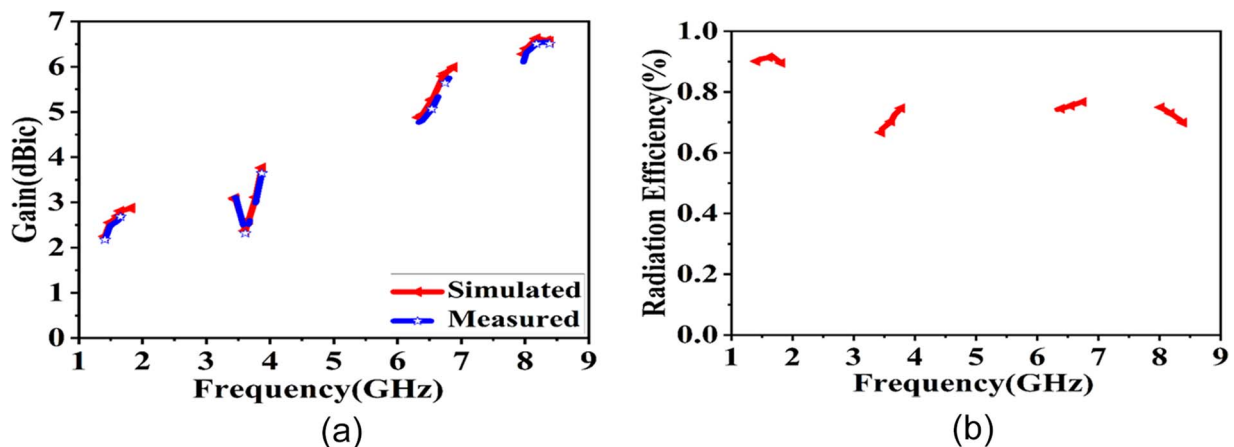 7
6
5
4
3
2
1
0
Gain(dBic)
Simulated
Measured
1 2 3 4 5 6 7 8 9
Frequency(GHz)
(a)
1.0
0.8
0.6
0.4
0.2
0.0
Radiation Efficiency(%)
1 2 3 4 5 6 7 8 9
Frequency(GHz)
(b)